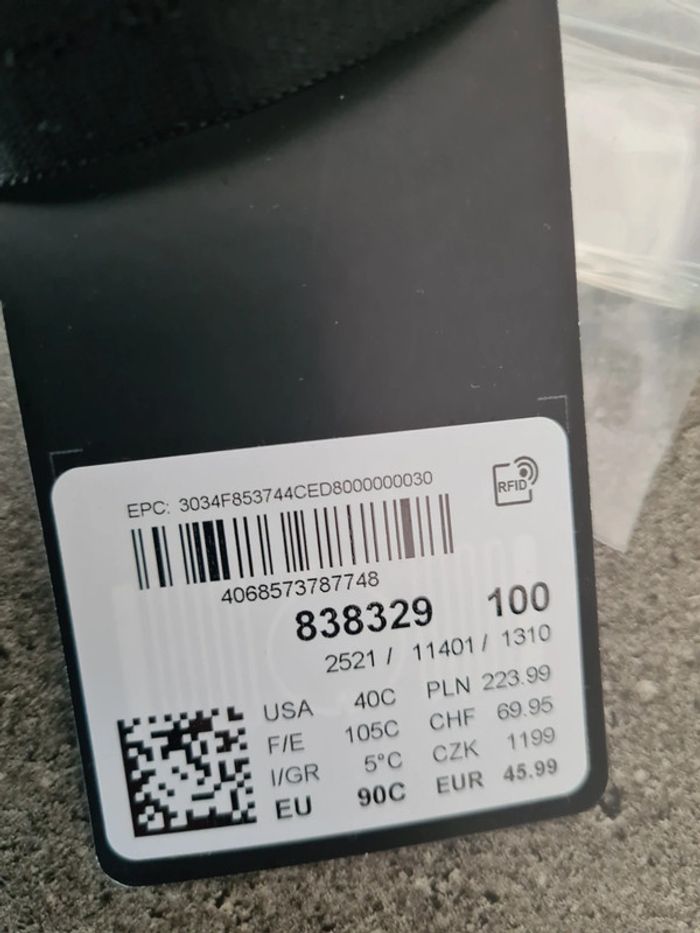 EPC: 3034F853744CED8000000030
RFID
4068573787748
838329 100
2521 / 11401 / 1310
USA 40C PLN 223.99
F/E 105C CHF 69.95
I/GR 5°C CZK 1199
EU 90C EUR 45.99